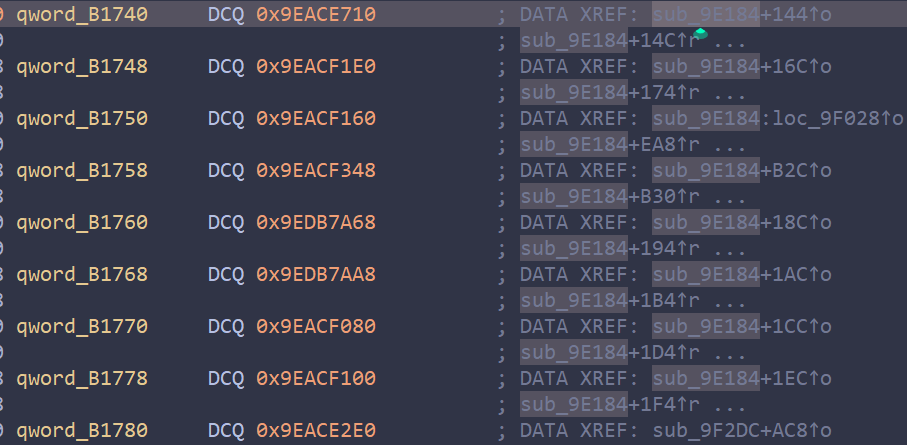 0 qword_B1740 DCQ 0x9EACE710 ; DATA XREF: sub_9E184+144↑o
0 ; sub_9E184+14C↑r ...
8 qword_B1748 DCQ 0x9EACF1E0 ; DATA XREF: sub_9E184+16C↑o
8 ; sub_9E184+174↑r ...
0 qword_B1750 DCQ 0x9EACF160 ; DATA XREF: sub_9E184:loc_9F028↑o
0 ; sub_9E184+EA8↑r ...
8 qword_B1758 DCQ 0x9EACF348 ; DATA XREF: sub_9E184+B2C↑o
8 ; sub_9E184+B30↑r ...
0 qword_B1760 DCQ 0x9EDB7A68 ; DATA XREF: sub_9E184+18C↑o
0 ; sub_9E184+194↑r ...
8 qword_B1768 DCQ 0x9EDB7AA8 ; DATA XREF: sub_9E184+1AC↑o
8 ; sub_9E184+1B4↑r ...
0 qword_B1770 DCQ 0x9EACF080 ; DATA XREF: sub_9E184+1CC↑o
0 ; sub_9E184+1D4↑r ...
8 qword_B1778 DCQ 0x9EACF100 ; DATA XREF: sub_9E184+1EC↑o
8 ; sub_9E184+1F4↑r ...
0 qword_B1780 DCQ 0x9EACE2E0 ; DATA XREF: sub_9F2DC+AC8↑o